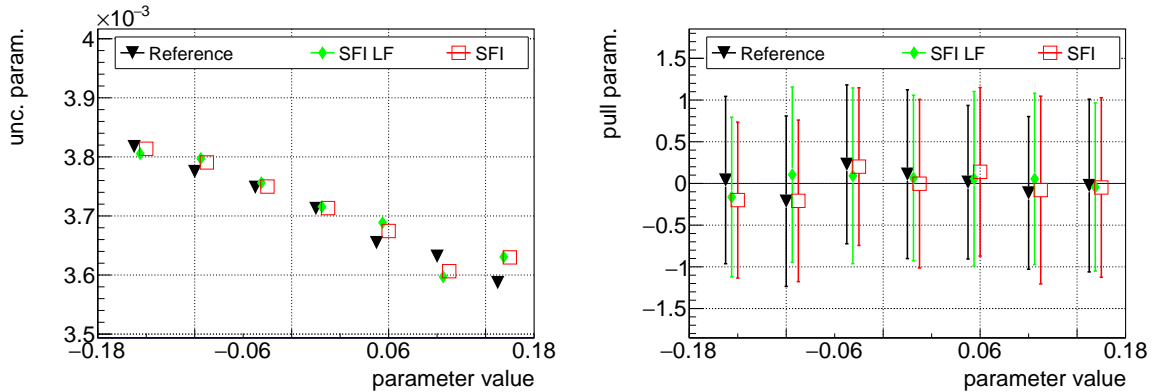 ×10⁻³
unc. param.
Reference
SFI LF
SFI
4
3.9
3.8
3.7
3.6
3.5
−0.18
−0.06
0.06
0.18
parameter value
pull param.
Reference
SFI LF
SFI
1.5
1
0.5
0
−0.5
−1
−1.5
−0.18
−0.06
0.06
0.18
parameter value